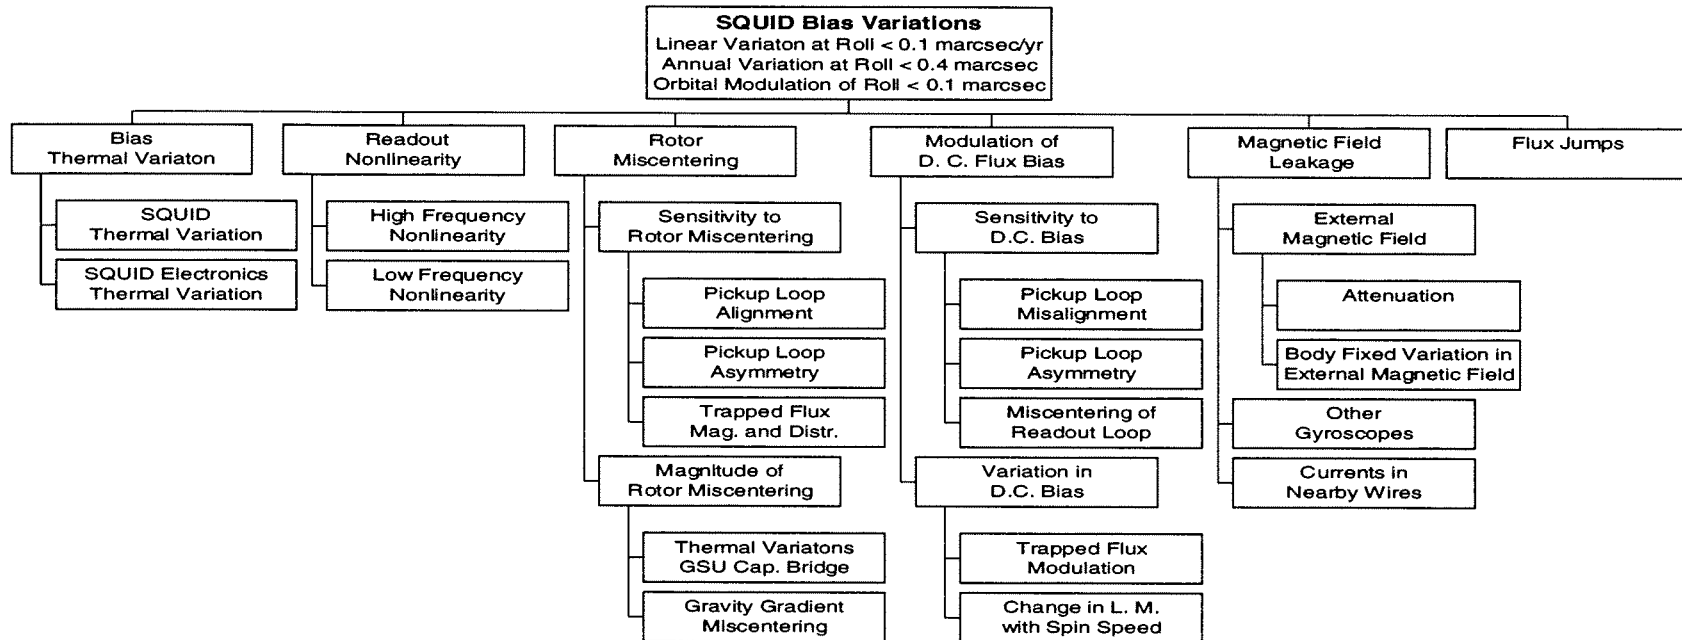 SQUID Bias Variations
Linear Variaton at Roll < 0.1 marcsec/yr
Annual Variation at Roll < 0.4 marcsec
Orbital Modulation of Roll < 0.1 marcsec
Bias
Thermal Variaton
SQUID
Thermal Variation
SQUID Electronics
Thermal Variation
Readout
Nonlinearity
High Frequency
Nonlinearity
Low Frequency
Nonlinearity
Rotor
Miscentering
Sensitivity to
Rotor Miscentering
Pickup Loop
Alignment
Pickup Loop
Asymmetry
Trapped Flux
Mag. and Distr.
Magnitude of
Rotor Miscentering
Thermal Variatons
GSU Cap. Bridge
Gravity Gradient
Miscentering
Modulation of
D. C. Flux Bias
Sensitivity to
D.C. Bias
Pickup Loop
Misalignment
Pickup Loop
Asymmetry
Miscentering of
Readout Loop
Variation in
D.C. Bias
Trapped Flux
Modulation
Change in L. M.
with Spin Speed
Magnetic Field
Leakage
External
Magnetic Field
Attenuation
Body Fixed Variation in
External Magnetic Field
Other
Gyroscopes
Currents in
Nearby Wires
Flux Jumps